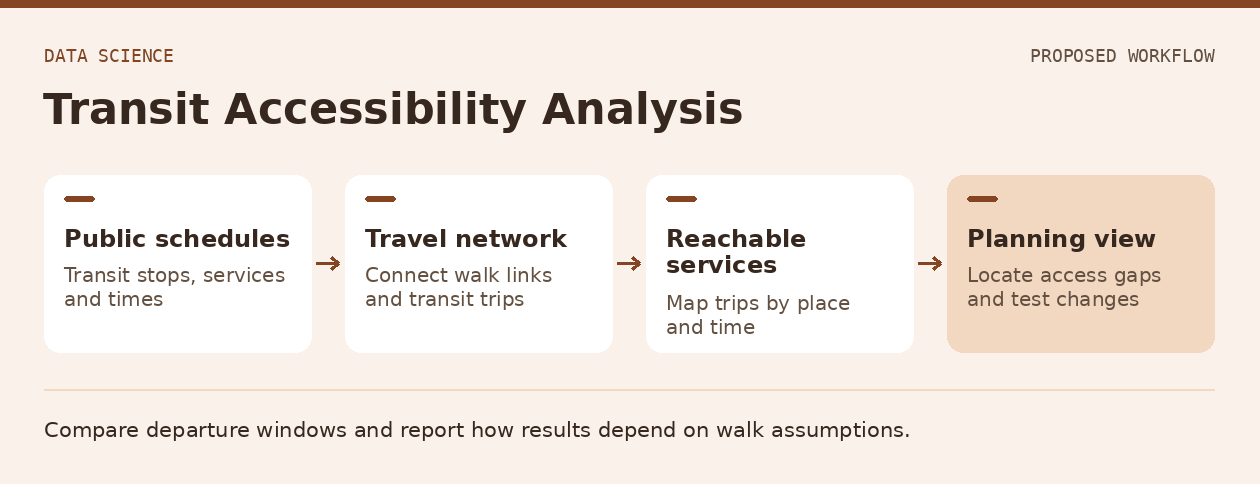 DATA SCIENCE
PROPOSED WORKFLOW
Transit Accessibility Analysis
Public schedules
Transit stops, services
and times
Travel network
Connect walk links
and transit trips
Reachable
services
Map trips by place
and time
Planning view
Locate access gaps
and test changes
Compare departure windows and report how results depend on walk assumptions.